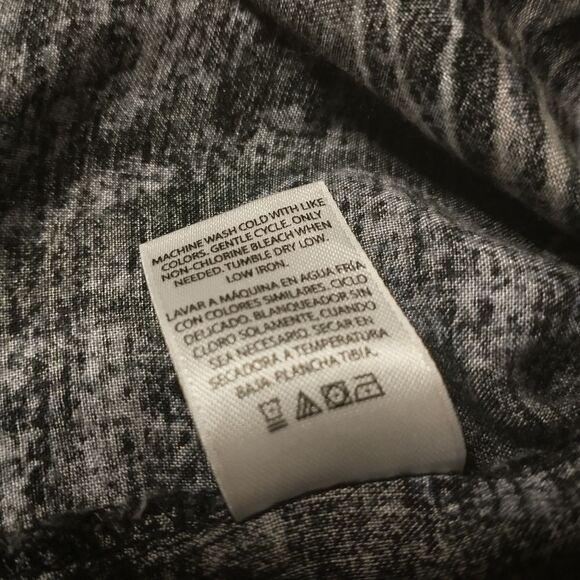 MACHINE WASH COLD WITH LIKE
COLORS. GENTLE CYCLE. ONLY
NON-CHLORINE BLEACH WHEN
NEEDED. TUMBLE DRY LOW.
LOW IRON.
LAVAR A MAQUINA EN AGUA FRÍA
CON COLORES SIMILARES, CICLO
DELICADO. BLANQUEADOR SIN
CLORO SOLAMENTE, CUANDO
SEA NECESARIO. SECAR EN
SECADORA A TEMPERATURA
BAJA. PLANCHA TIBIA.